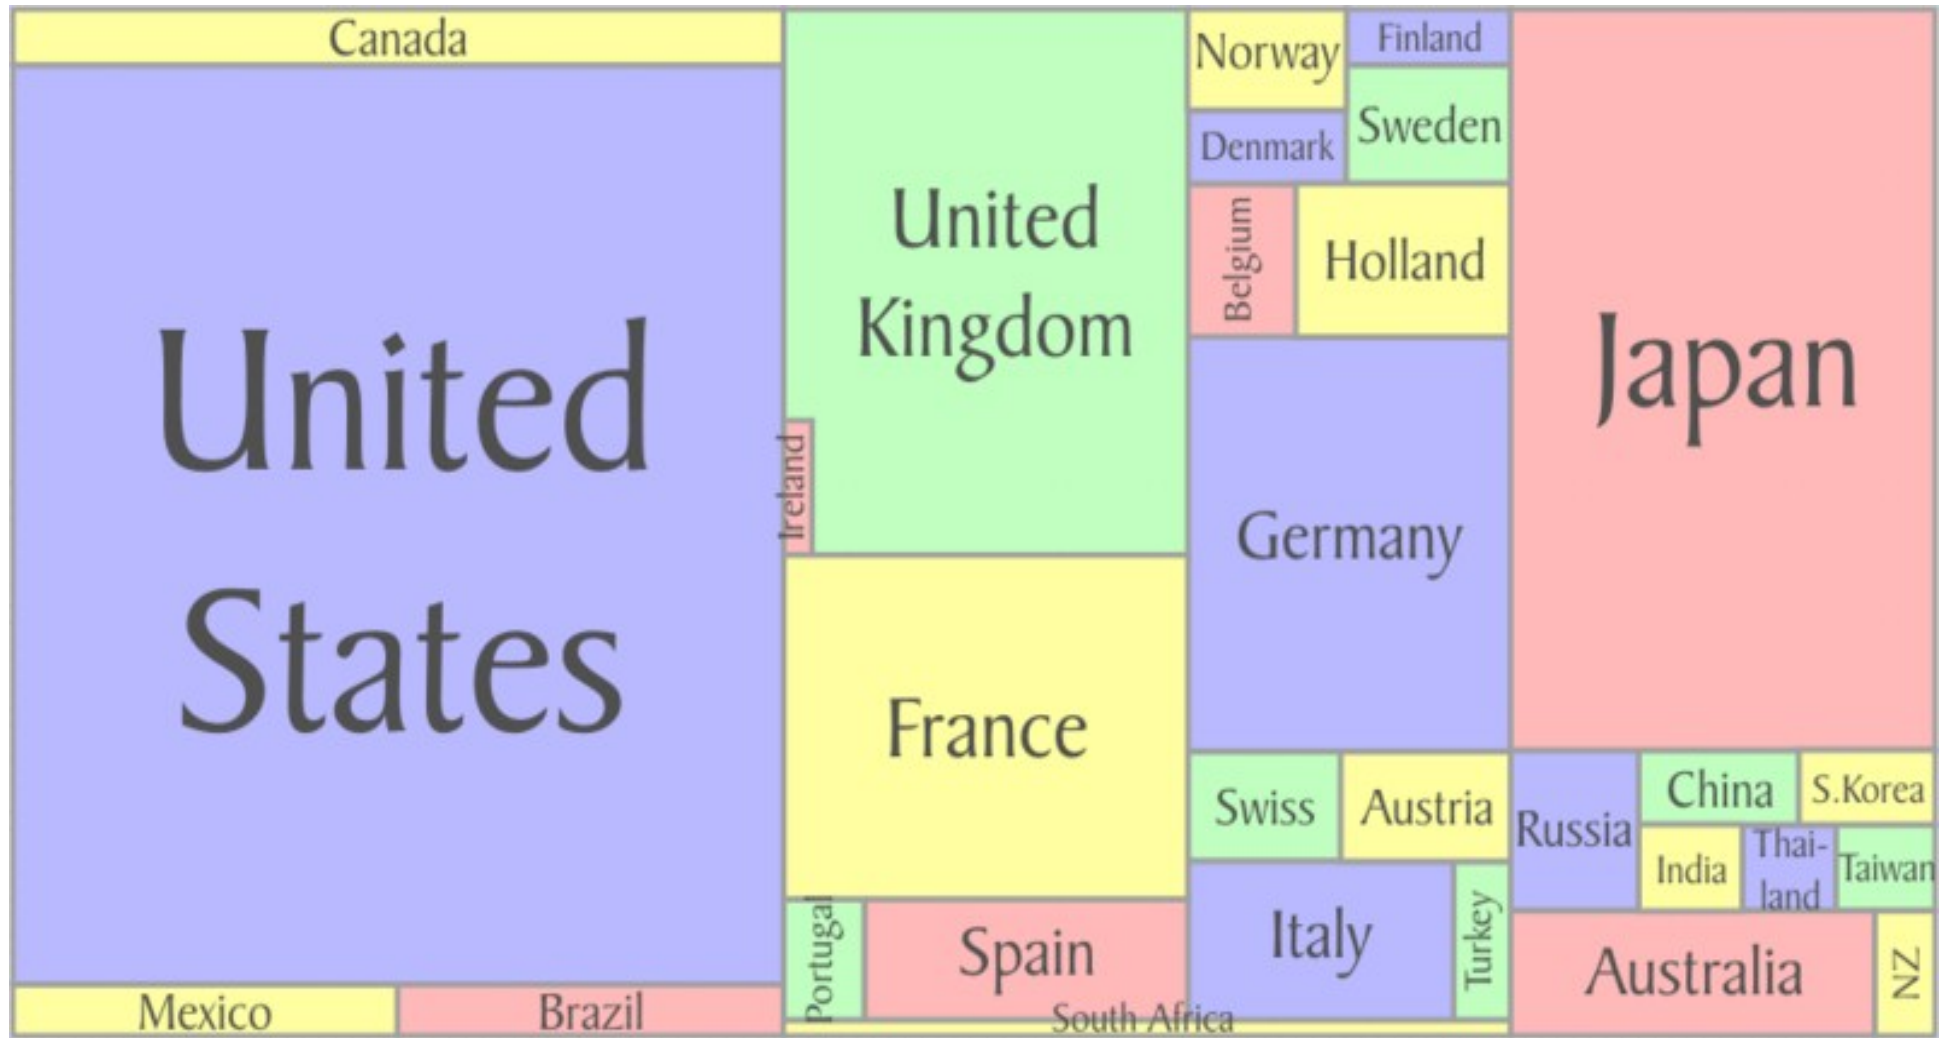 Canada
United
States
Mexico
Brazil
United
Kingdom
Ireland
France
Portugal
Spain
South Africa
Norway
Finland
Denmark
Sweden
Belgium
Holland
Germany
Swiss
Austria
Italy
Turkey
Japan
Russia
China
S.Korea
India
Thai-
land
Taiwan
Australia
NZ